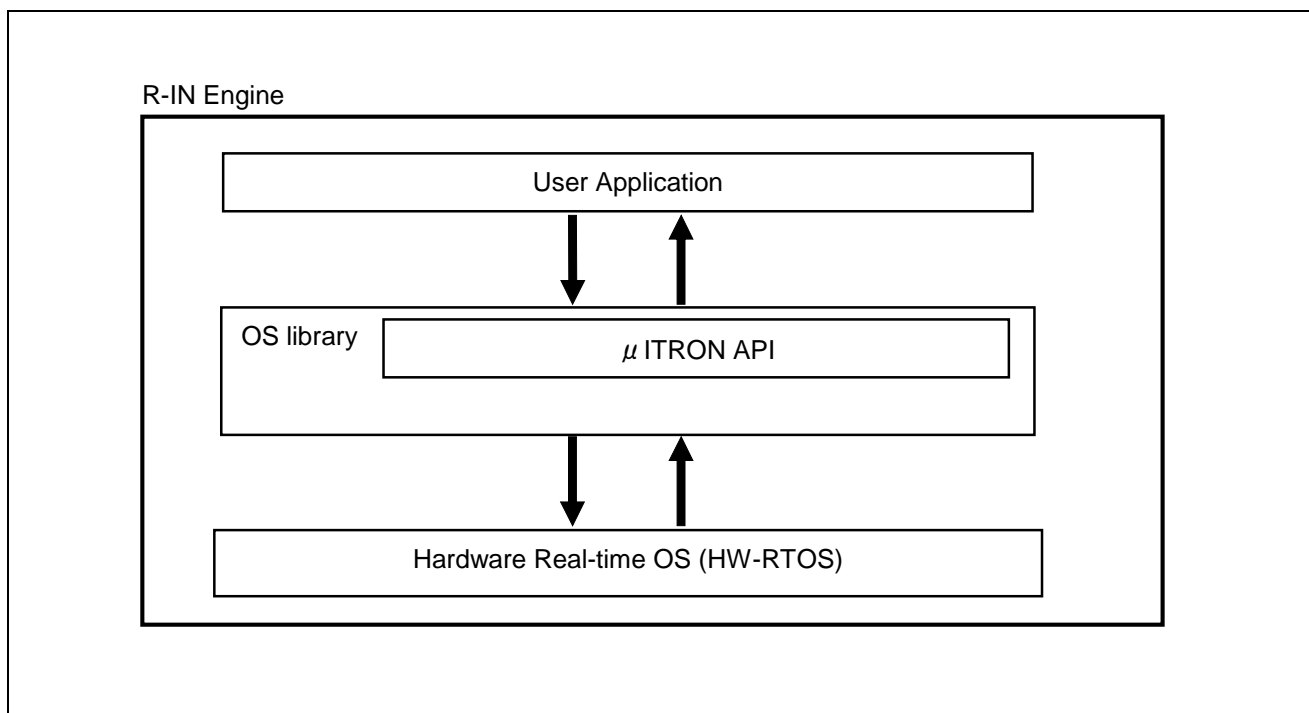 R-IN Engine
User Application
OS library
μ ITRON API
Hardware Real-time OS (HW-RTOS)